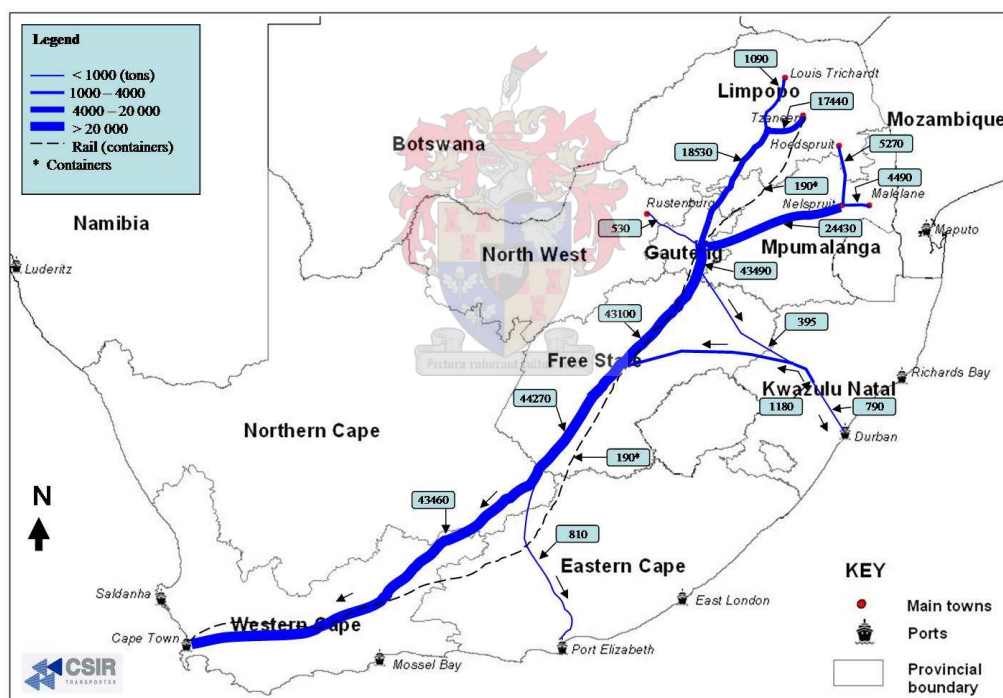 Legend
< 1000 (tons)
1000 – 4000
4000 – 20 000
> 20 000
Rail (containers)
* Containers
1090
Louis Trichardt
Limpopo
17440
Tzaneen
Mozambique
Botswana
Hoedspruit
5270
18530
4490
190*
Malelane
Rustenburg
Nelspruit
Namibia
530
24430
Maputo
North West
Gauteng
Mpumalanga
Luderitz
43490
43100
395
Pectora roborant cultus recti
Free State
Richards Bay
Kwazulu Natal
44270
1180
790
Northern Cape
Durban
190*
N
43460
810
Eastern Cape
KEY
Saldanha
East London
Main towns
Western Cape
Cape Town
Port Elizabeth
Ports
Mossel Bay
CSIR
TRANSPORTEK
Provincial
boundary